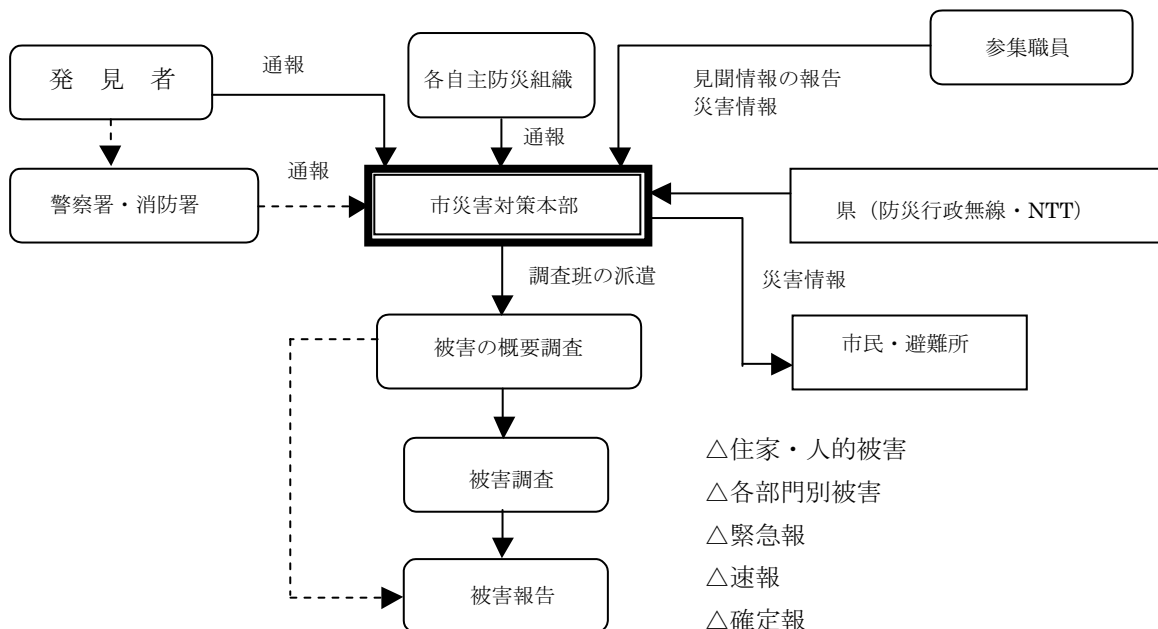 発　見　者
通報
各自主防災組織
参集職員
見聞情報の報告
災害情報
通報
警察署・消防署
通報
市災害対策本部
県（防災行政無線・NTT）
調査班の派遣
災害情報
被害の概要調査
市民・避難所
被害調査
被害報告
△住家・人的被害
△各部門別被害
△緊急報
△速報
△確定報